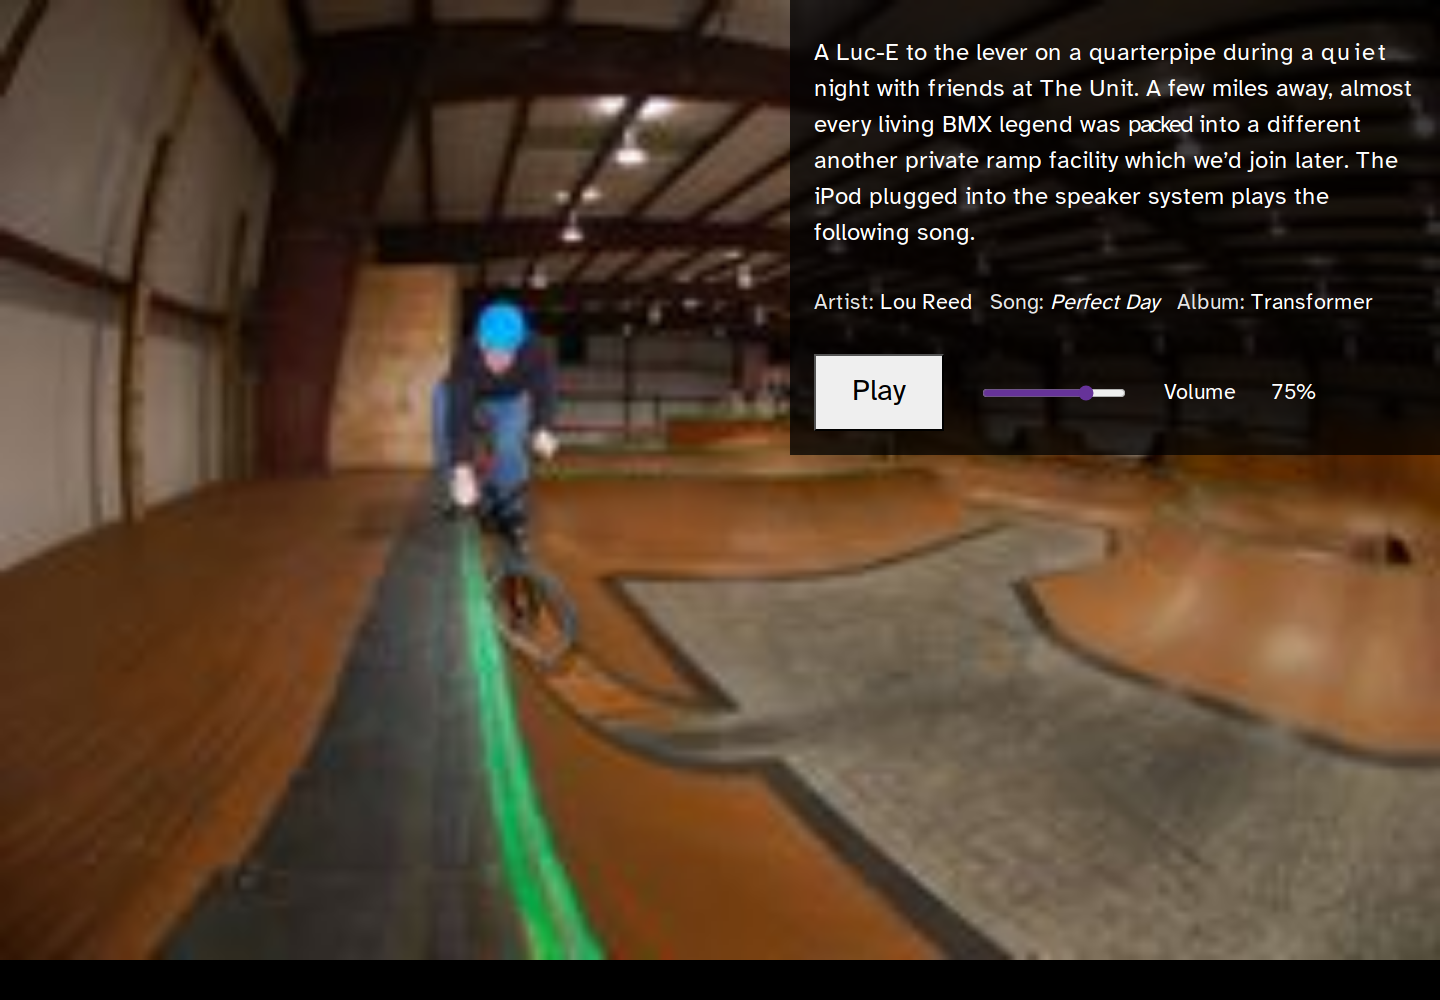 A Luc-E to the lever on a quarterpipe during a quiet
night with friends at The Unit. A few miles away, almost
every living BMX legend was packed into a different
another private ramp facility which we’d join later. The
iPod plugged into the speaker system plays the
following song.
Artist: Lou Reed Song: Perfect Day Album: Transformer
Play Volume 75%